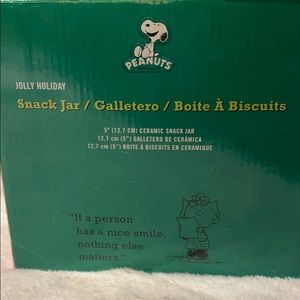 PEANUTS
JOLLY HOLIDAY
Snack Jar / Galletero / Boite À Biscuits
5" (12,7 CM) CERAMIC SNACK JAR
12,7 cm (5") GALLETERO DE CERÁMICA
12,7 cm (5") BOITE À BISCUITS EN CERAMIQUE
"If a person
has a nice smile,
nothing else
matters."